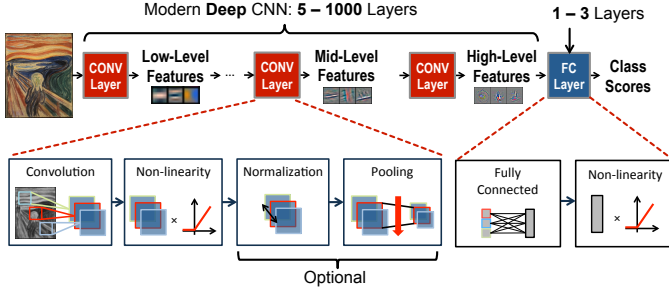 Modern Deep CNN: 5 – 1000 Layers
1 – 3 Layers
CONV
Layer
Low-Level
Features
...
CONV
Layer
Mid-Level
Features
CONV
Layer
High-Level
Features
FC
Layer
Class
Scores
Convolution
Non-linearity
×
Normalization
Pooling
Fully
Connected
Non-linearity
×
Optional